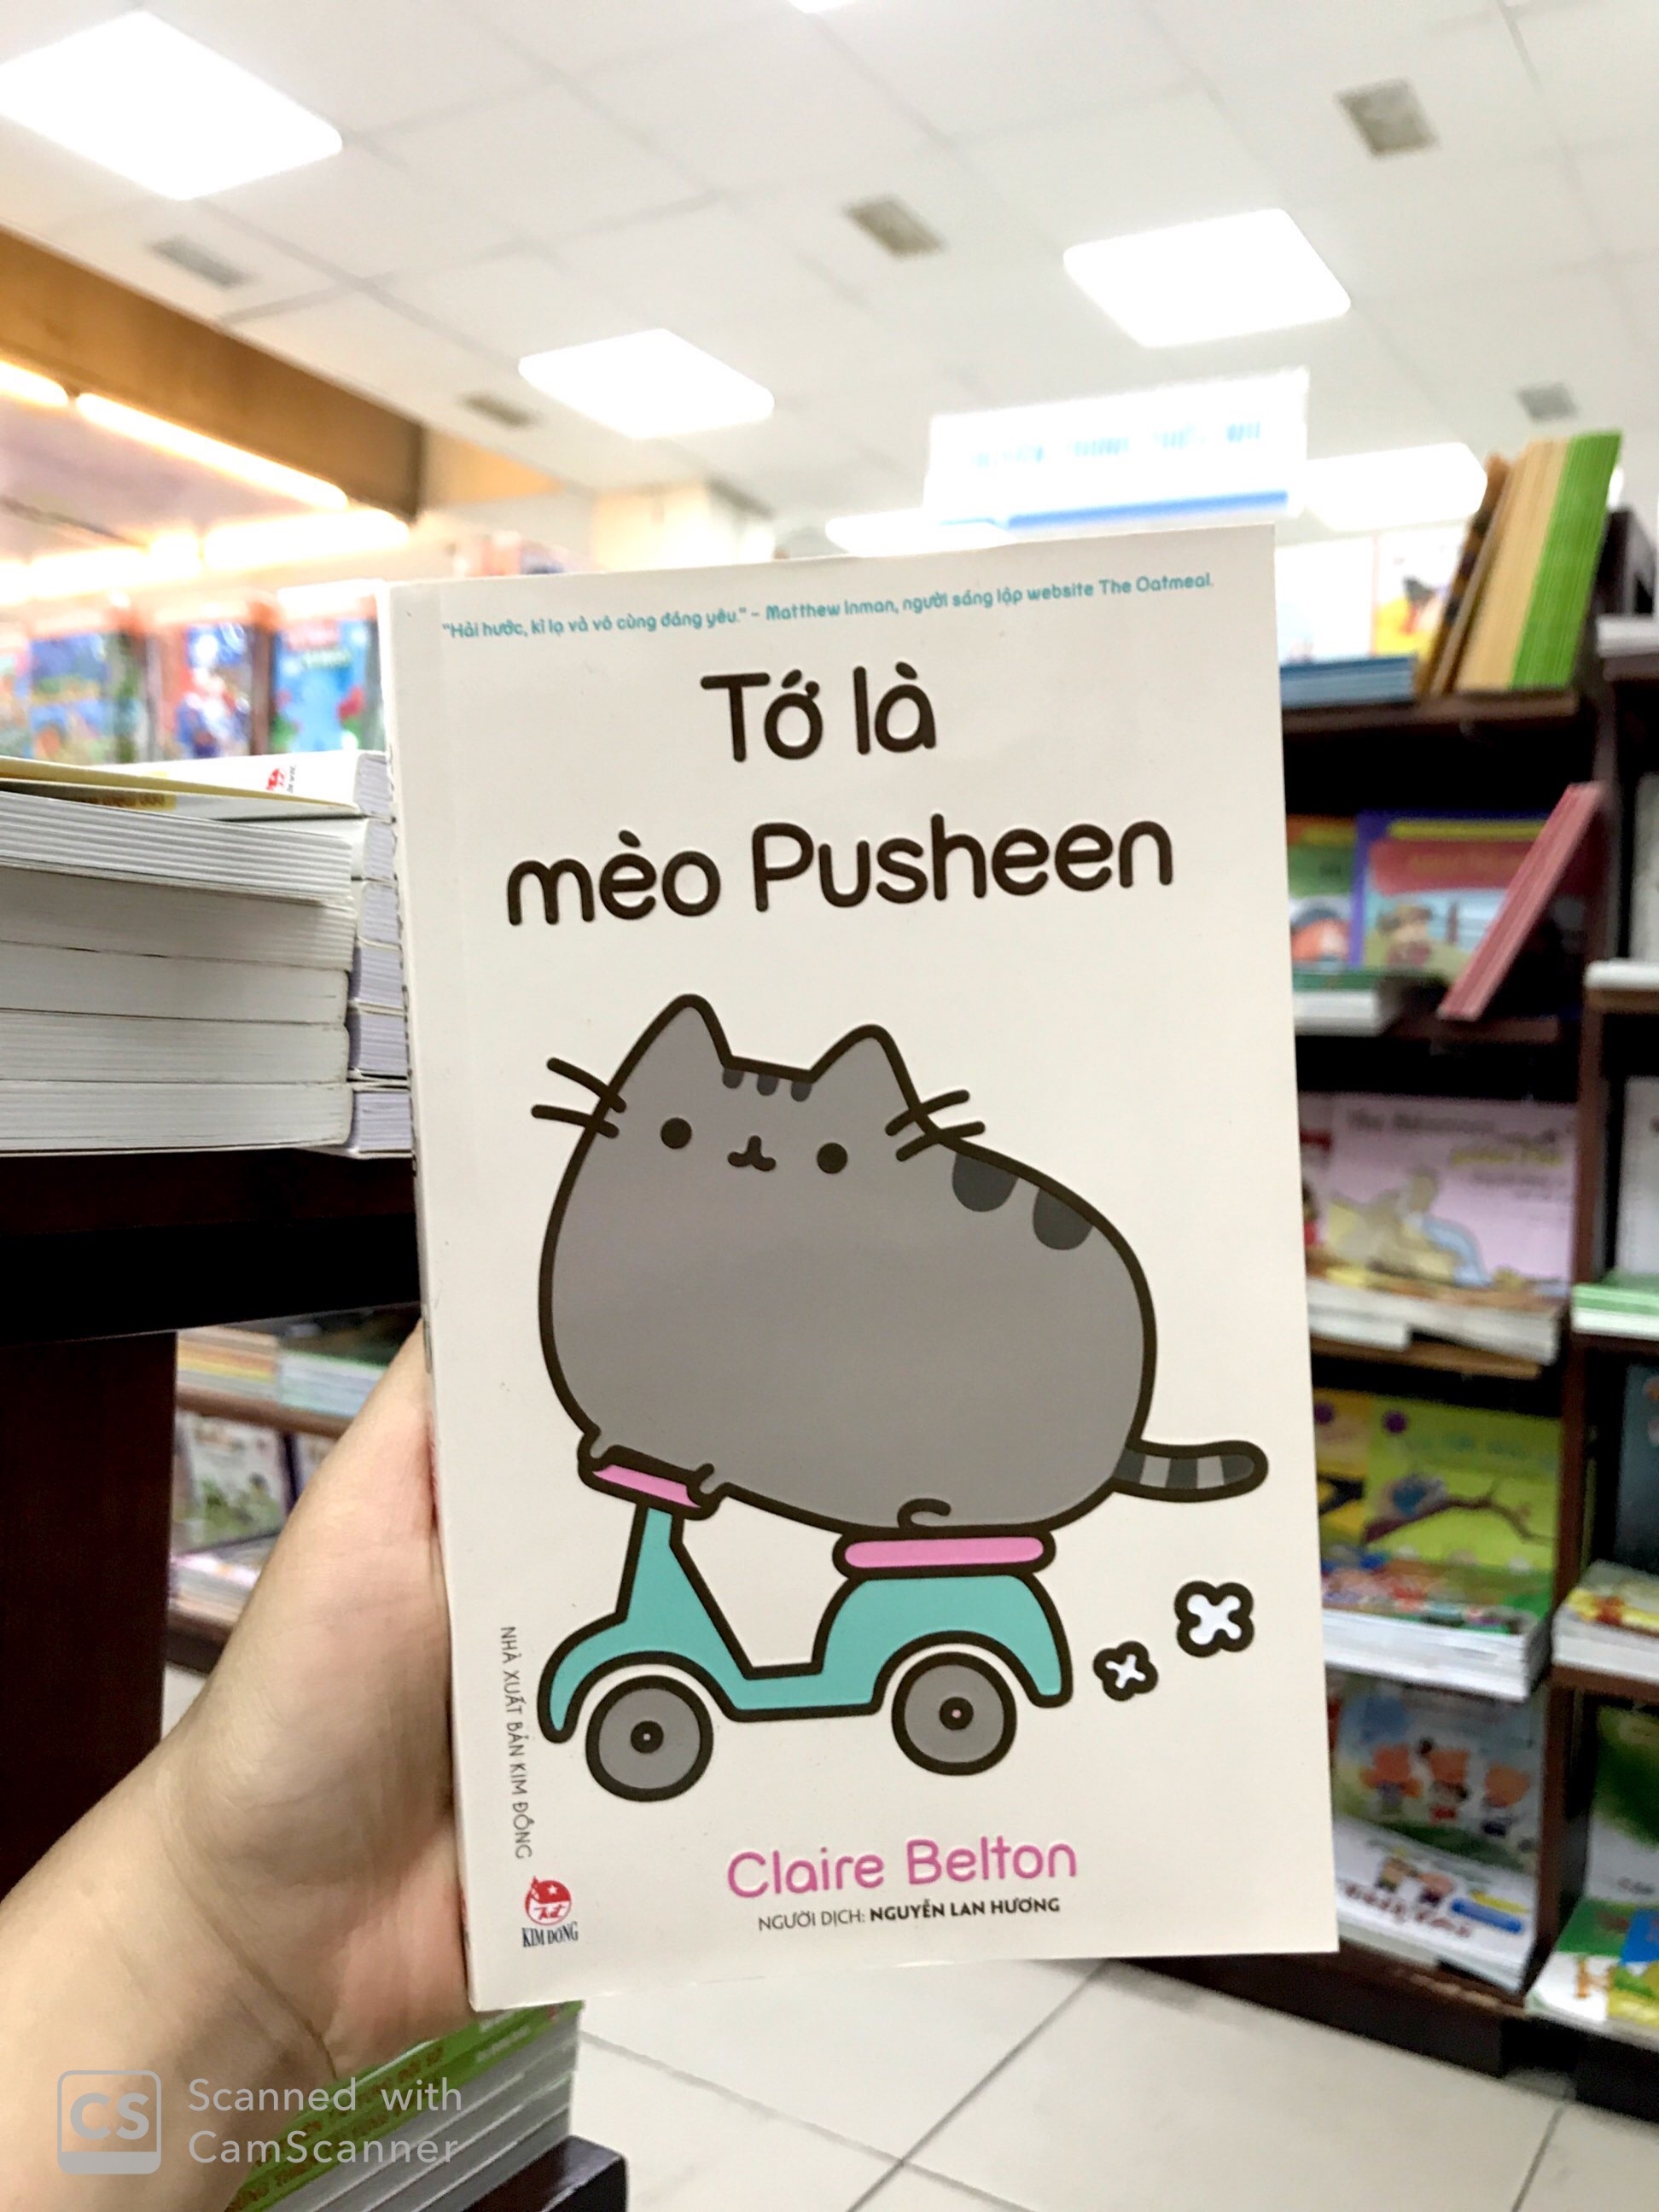 "Hài hước, kì lạ và vô cùng đáng yêu." – Matthew Inman, người sáng lập website The Oatmeal.
Tớ là
mèo Pusheen
NHÀ XUẤT BẢN KIM ĐỒNG
KIM ĐỒNG
Claire Belton
NGƯỜI DỊCH: NGUYỄN LAN HƯƠNG
CS
Scanned with
CamScanner